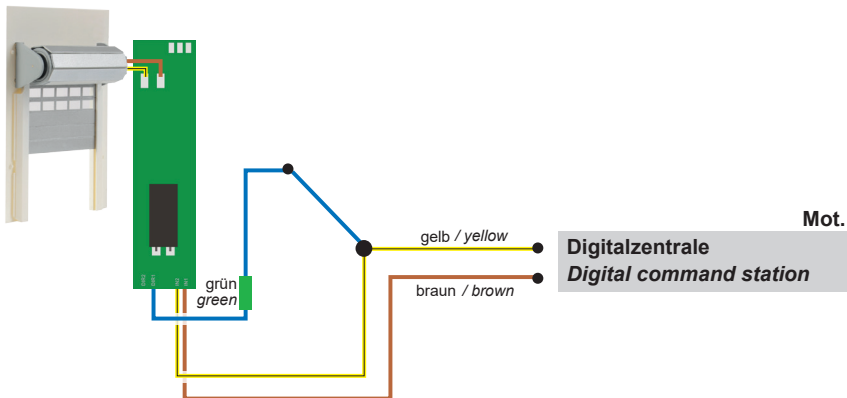 Mot.
gelb / yellow
Digitalzentrale
Digital command station
grün
green
braun / brown